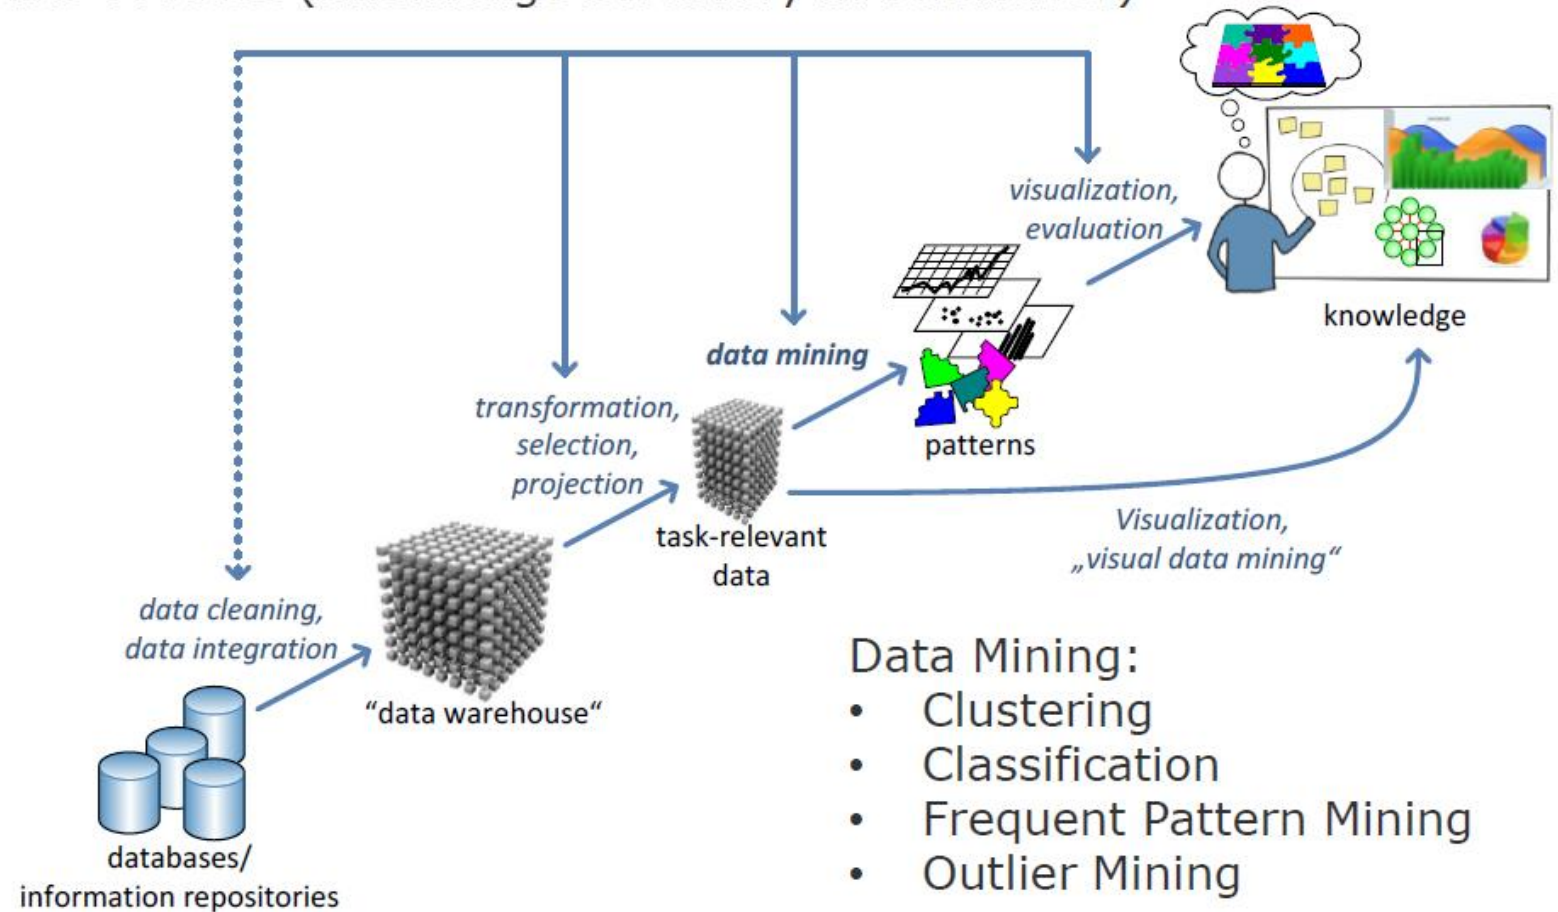 visualization,
evaluation
knowledge
data mining
patterns
transformation,
selection,
projection
task-relevant
data
Visualization,
„visual data mining“
data cleaning,
data integration
“data warehouse“
databases/
information repositories
Data Mining:
• Clustering
• Classification
• Frequent Pattern Mining
• Outlier Mining